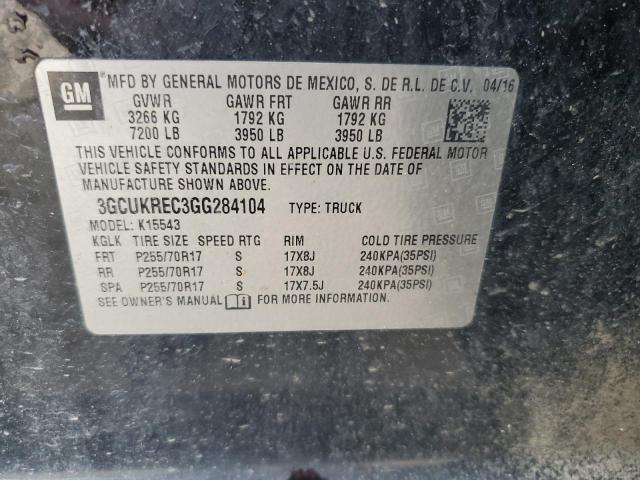 GM
MFD BY GENERAL MOTORS DE MEXICO, S. DE R.L. DE C.V. 04/16
GVWR GAWR FRT GAWR RR
3266 KG 1792 KG 1792 KG
7200 LB 3950 LB 3950 LB
THIS VEHICLE CONFORMS TO ALL APPLICABLE U.S. FEDERAL MOTOR
VEHICLE SAFETY STANDARDS IN EFFECT ON THE DATE OF
MANUFACTURE SHOWN ABOVE.
3GCUKREC3GG284104 TYPE: TRUCK
MODEL: K15543
KGLK TIRE SIZE SPEED RTG RIM COLD TIRE PRESSURE
FRT P255/70R17 S 17X8J 240KPA(35PSI)
RR P255/70R17 S 17X8J 240KPA(35PSI)
SPA P255/70R17 S 17X7.5J 240KPA(35PSI)
SEE OWNER'S MANUAL FOR MORE INFORMATION.